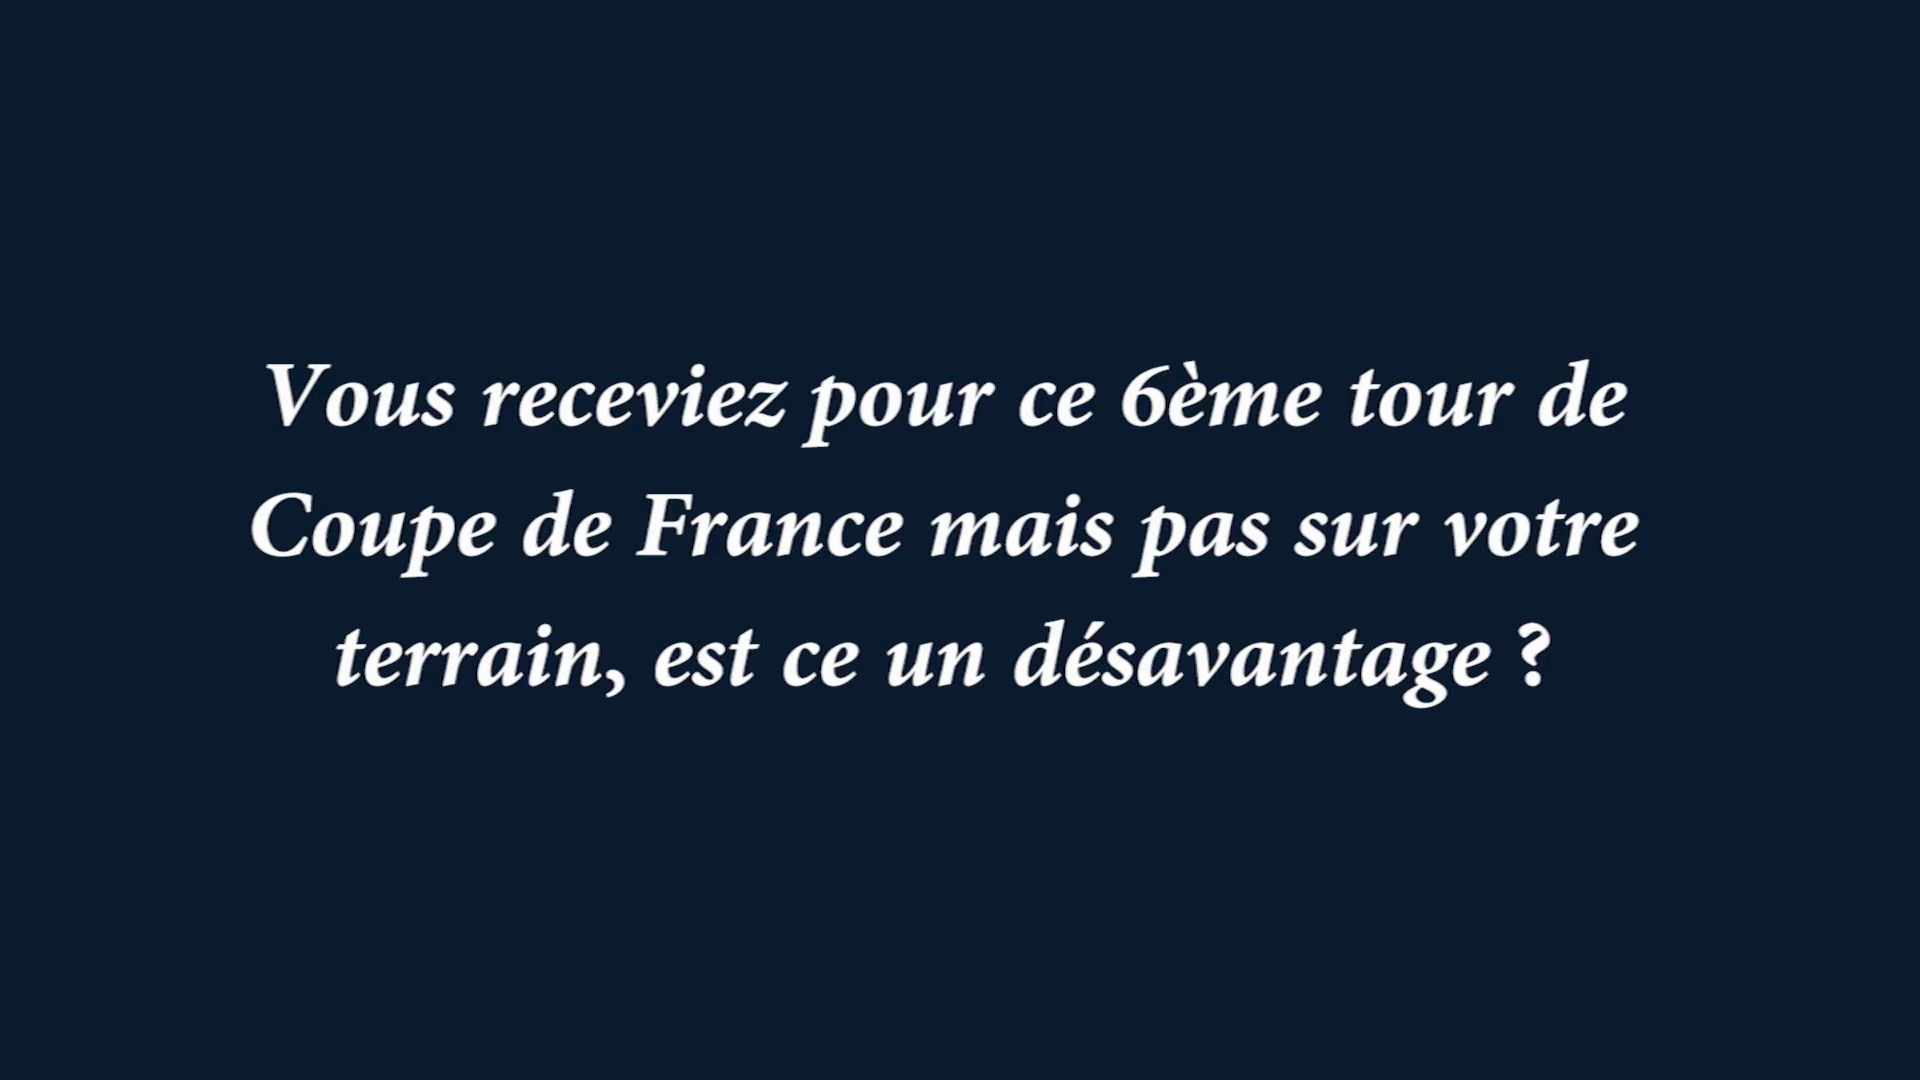 Vous receviez pour ce 6ème tour de
Coupe de France mais pas sur votre
terrain, est ce un désavantage ?